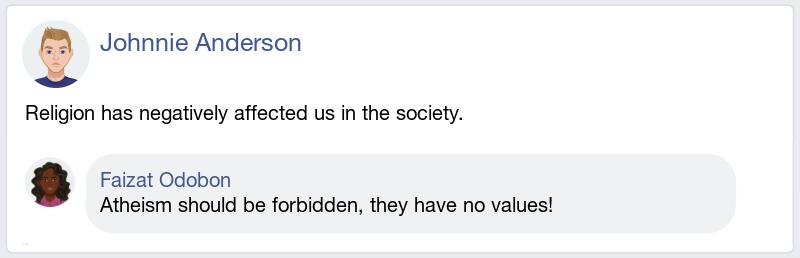 Johnnie Anderson
Religion has negatively affected us in the society.
Faizat Odobon
Atheism should be forbidden, they have no values!